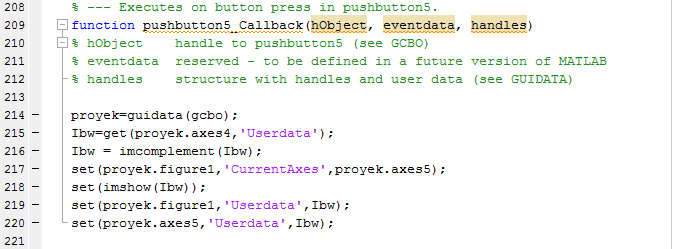 208 % --- Executes on button press in pushbutton5.
209 function pushbutton5_Callback(hObject, eventdata, handles)
210 % hObject    handle to pushbutton5 (see GCBO)
211 % eventdata  reserved - to be defined in a future version of MATLAB
212 % handles    structure with handles and user data (see GUIDATA)
213
214 - proyek=guidata(gcbo);
215 - Ibw=get(proyek.axes4,'Userdata');
216 - Ibw = imcomplement(Ibw);
217 - set(proyek.figure1,'CurrentAxes',proyek.axes5);
218 - set(imshow(Ibw));
219 - set(proyek.figure1,'Userdata',Ibw);
220 - set(proyek.axes5,'Userdata',Ibw);
221